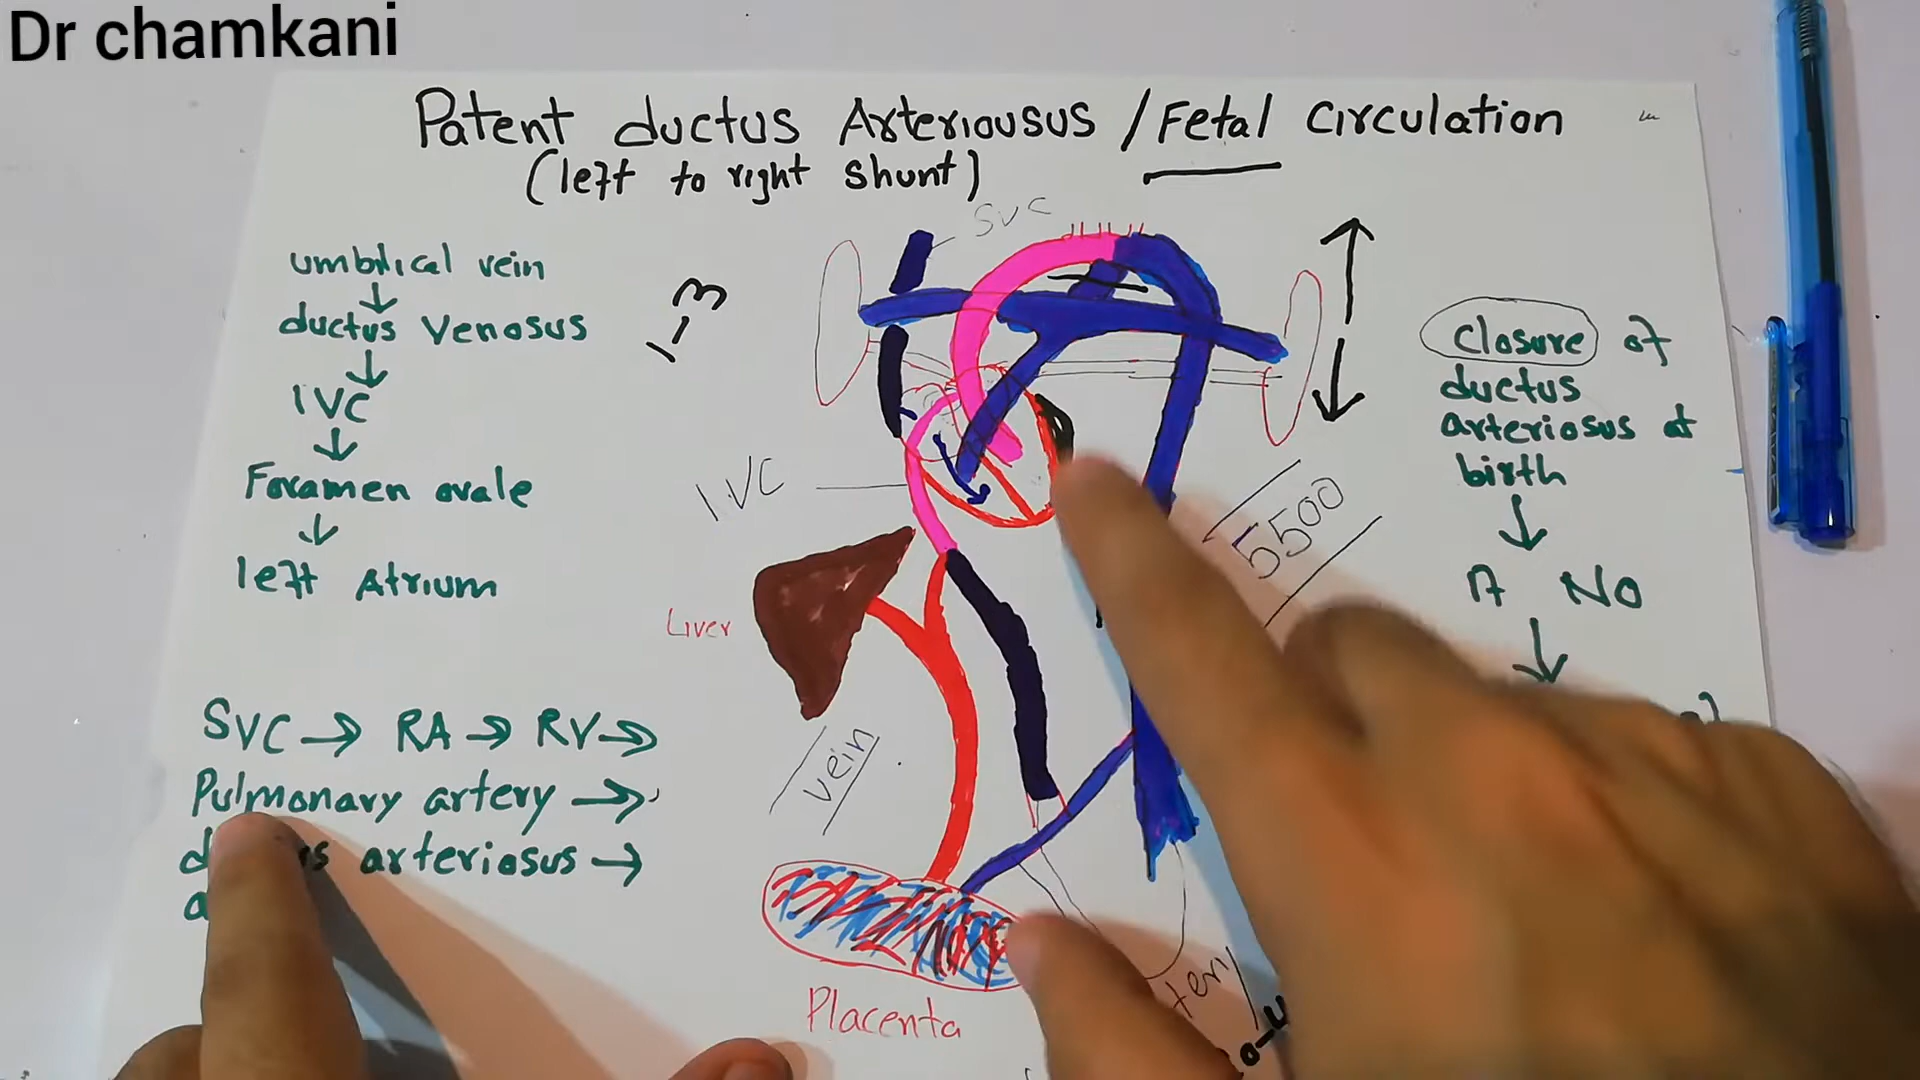 Dr chamkani
Patent ductus Arteriousus / Fetal Circulation
(left to right shunt)
SVC
umbilical vein
↓
ductus Venosus
↓
IVC
↓
Foramen ovale
↓
left Atrium
1-3
IVC
Liver
vein
5500
closure of
ductus
arteriosus at
birth
↓
NO
↓
SVC → RA → RV →
Pulmonary artery →
arteriosus →
Placenta